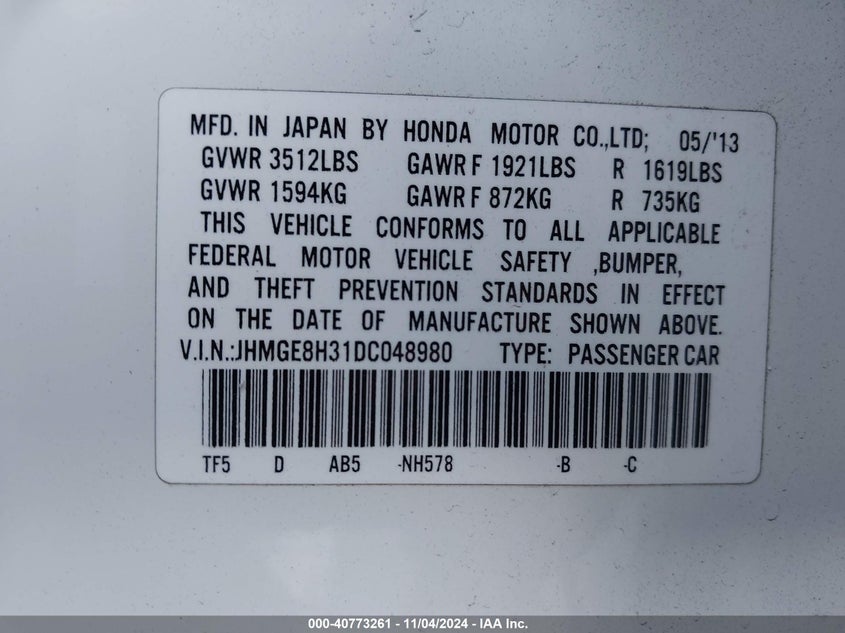 MFD. IN JAPAN BY HONDA MOTOR CO.,LTD; 05/'13
GVWR 3512LBS GAWR F 1921LBS R 1619LBS
GVWR 1594KG GAWR F 872KG R 735KG
THIS VEHICLE CONFORMS TO ALL APPLICABLE
FEDERAL MOTOR VEHICLE SAFETY ,BUMPER,
AND THEFT PREVENTION STANDARDS IN EFFECT
ON THE DATE OF MANUFACTURE SHOWN ABOVE.
V.I.N.:JHMGE8H31DC048980 TYPE: PASSENGER CAR
TF5 D AB5 -NH578 -B -C
000-40773261 - 11/04/2024 - IAA Inc.